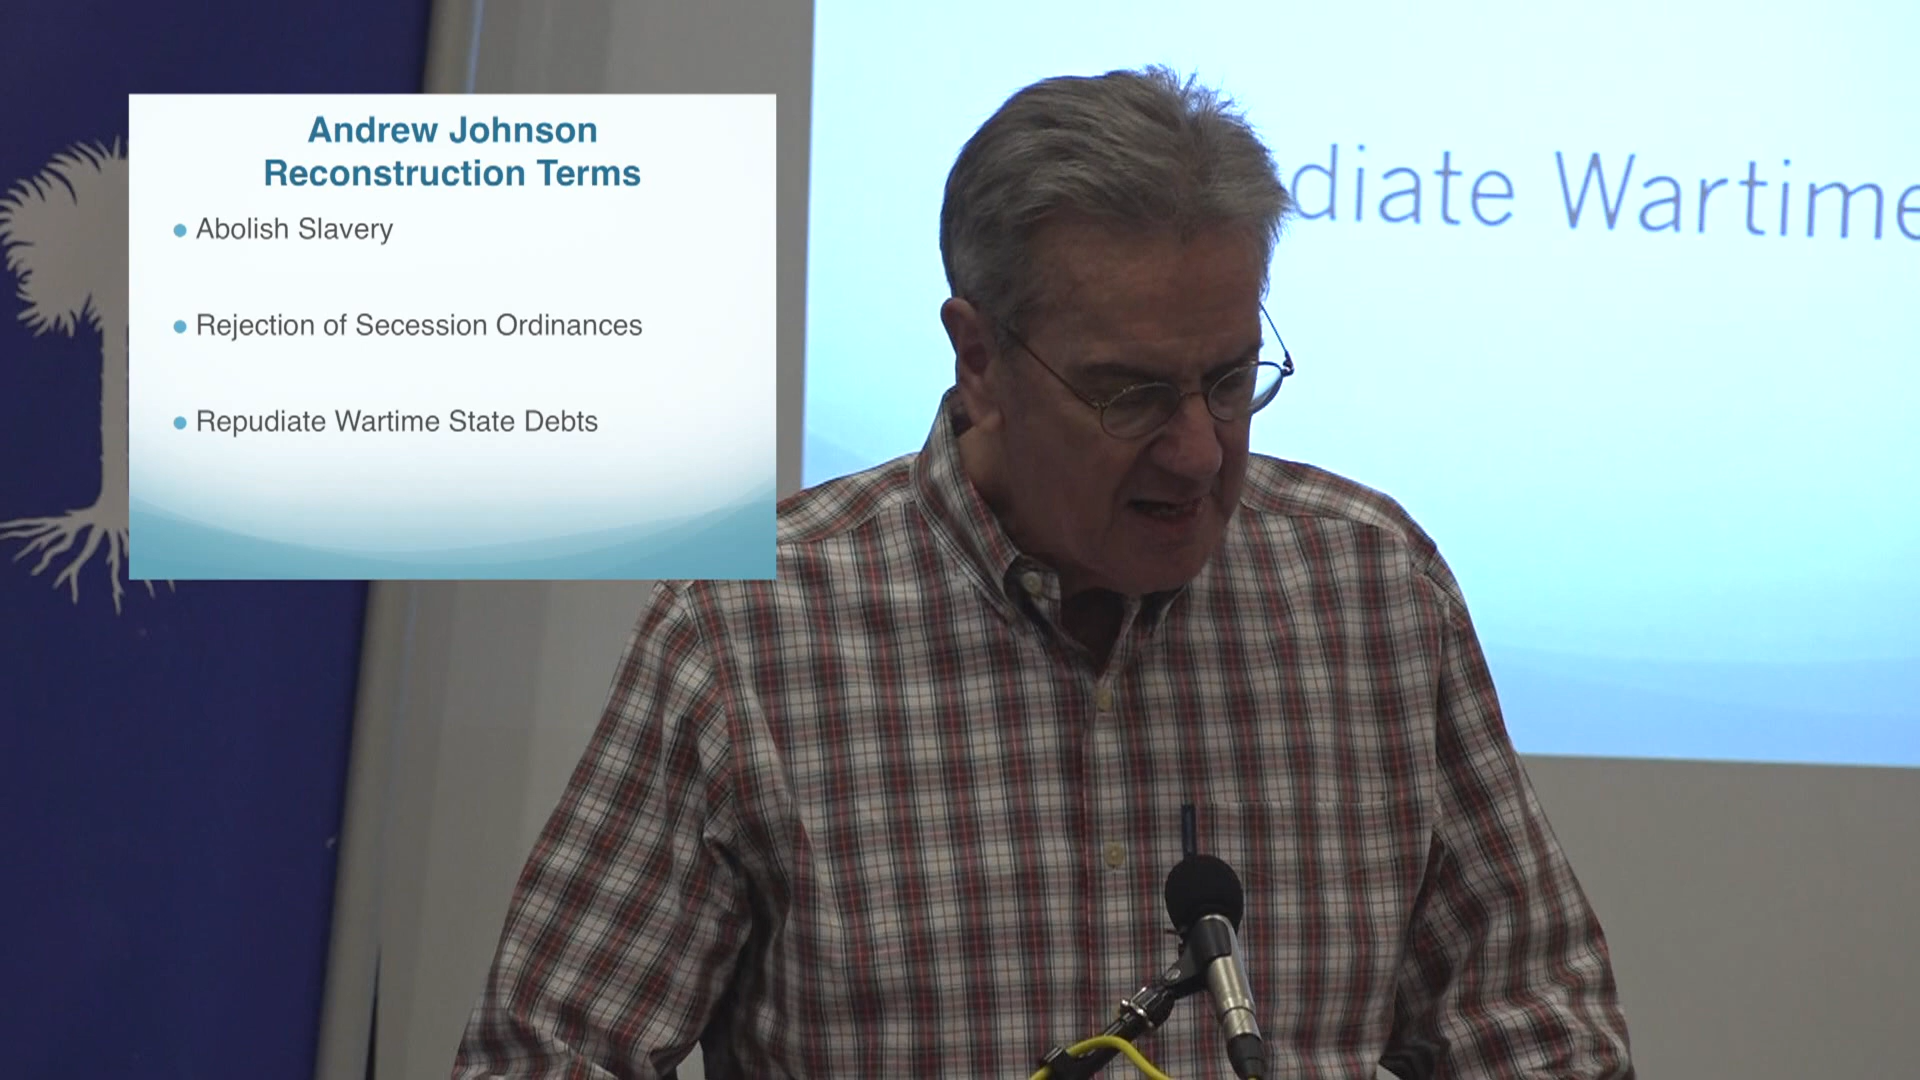 Andrew Johnson
Reconstruction Terms
Abolish Slavery
Rejection of Secession Ordinances
Repudiate Wartime State Debts
diate Wartime